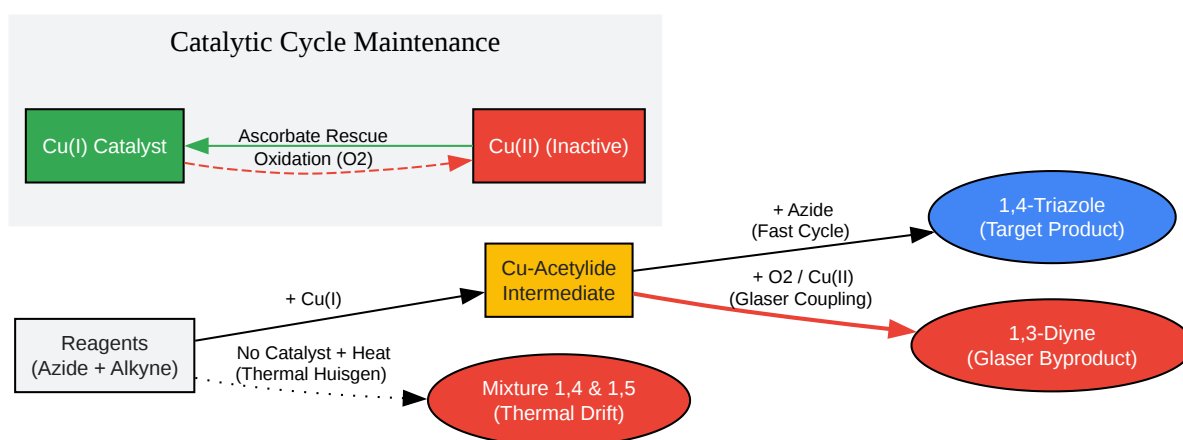 Catalytic Cycle Maintenance
Cu(I) Catalyst
Ascorbate Rescue
Oxidation (O2)
Cu(II) (Inactive)
Reagents
(Azide + Alkyne)
+ Cu(I)
No Catalyst + Heat
(Thermal Huisgen)
Cu-Acetylide
Intermediate
Mixture 1,4 & 1,5
(Thermal Drift)
+ Azide
(Fast Cycle)
+ O2 / Cu(II)
(Glaser Coupling)
1,4-Triazole
(Target Product)
1,3-Diyne
(Glaser Byproduct)